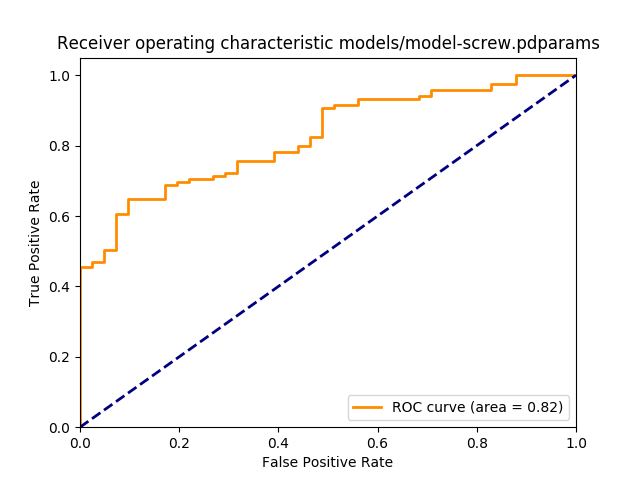 Receiver operating characteristic models/model-screw.pdparams
True Positive Rate
1.0
0.8
0.6
0.4
0.2
0.0
ROC curve (area = 0.82)
0.0 0.2 0.4 0.6 0.8 1.0
False Positive Rate